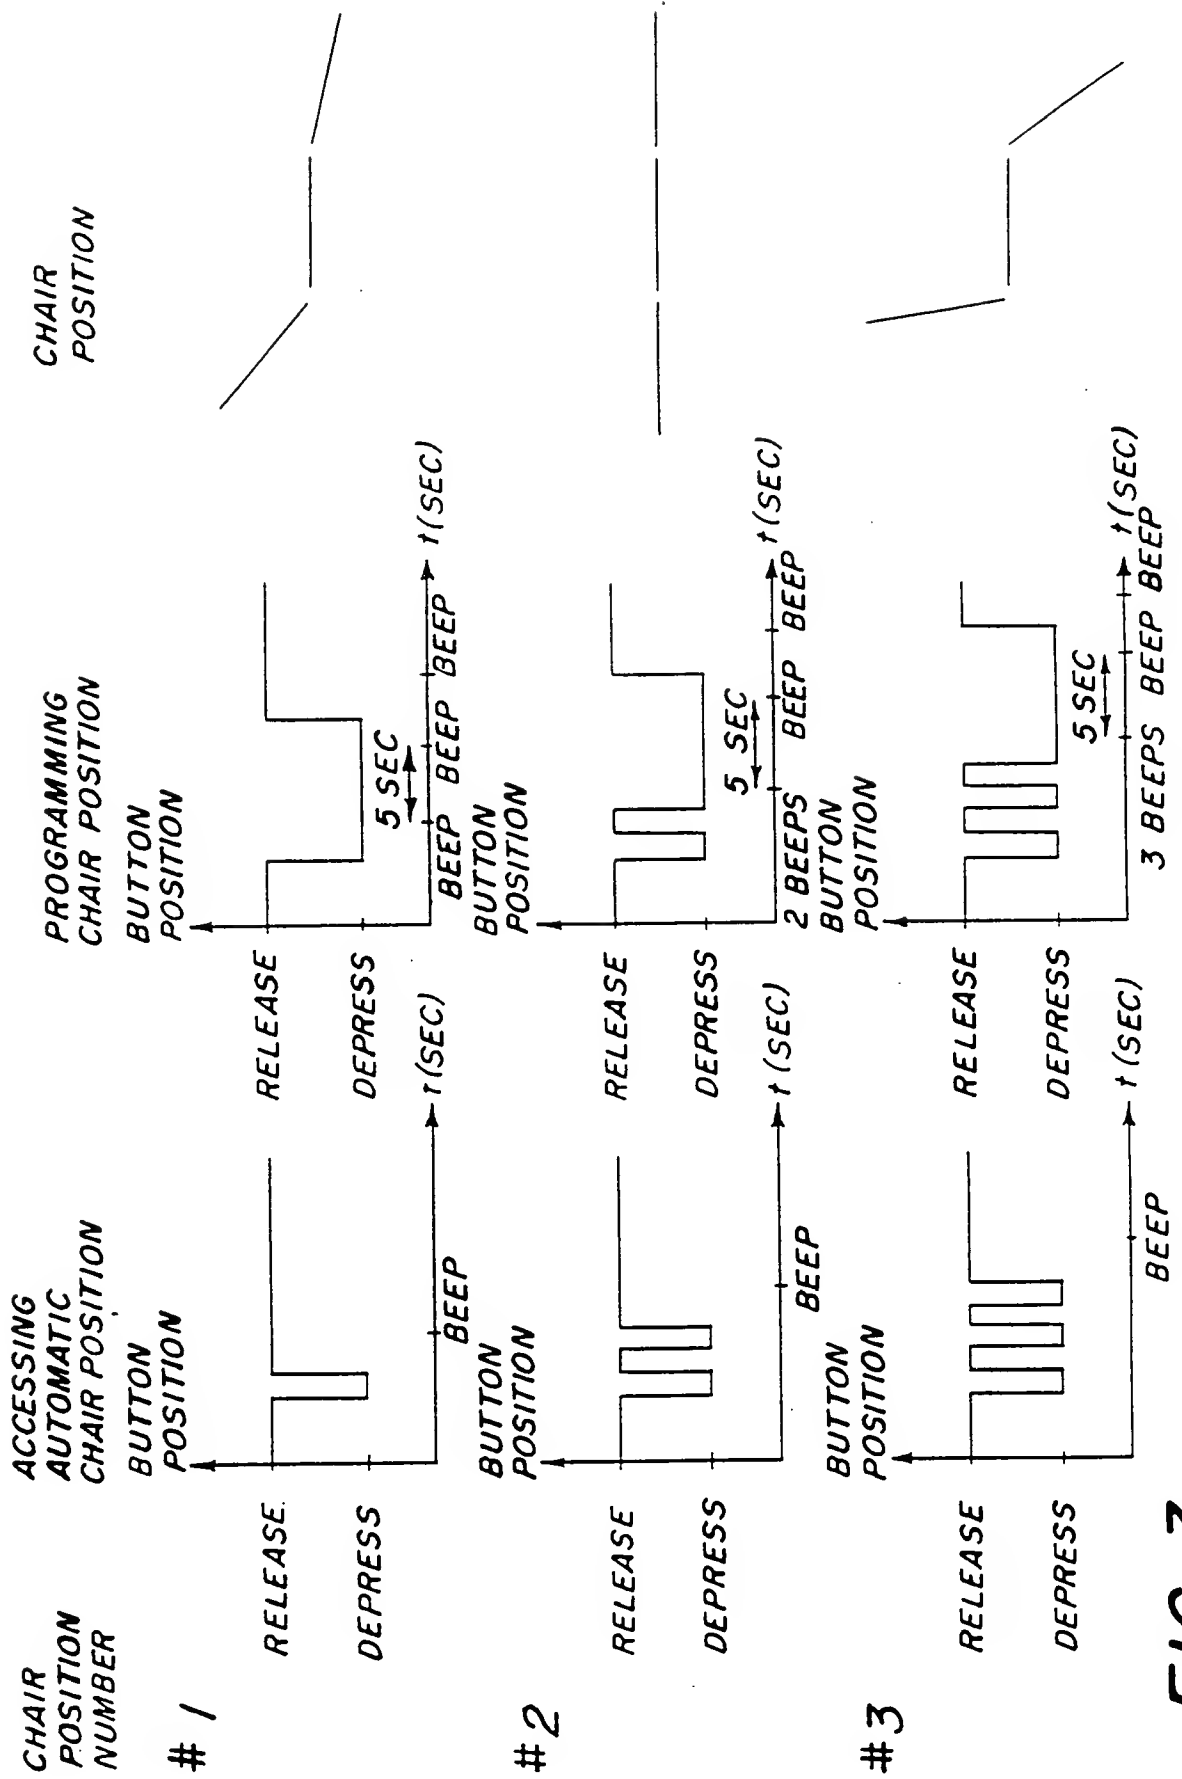 CHAIR
POSITION
NUMBER
ACCESSING
AUTOMATIC
CHAIR POSITION
PROGRAMMING
CHAIR POSITION
CHAIR
POSITION
#1
BUTTON
POSITION
RELEASE
DEPRESS
BEEP
t(SEC)
BUTTON
POSITION
RELEASE
DEPRESS
5 SEC
BEEP BEEP BEEP
t(SEC)
#2
BUTTON
POSITION
RELEASE
DEPRESS
BEEP
t(SEC)
BUTTON
POSITION
RELEASE
DEPRESS
5 SEC
2 BEEPS BEEP BEEP
t(SEC)
#3
BUTTON
POSITION
RELEASE
DEPRESS
BEEP
t(SEC)
BUTTON
POSITION
RELEASE
DEPRESS
5 SEC
3 BEEPS BEEP BEEP
t(SEC)